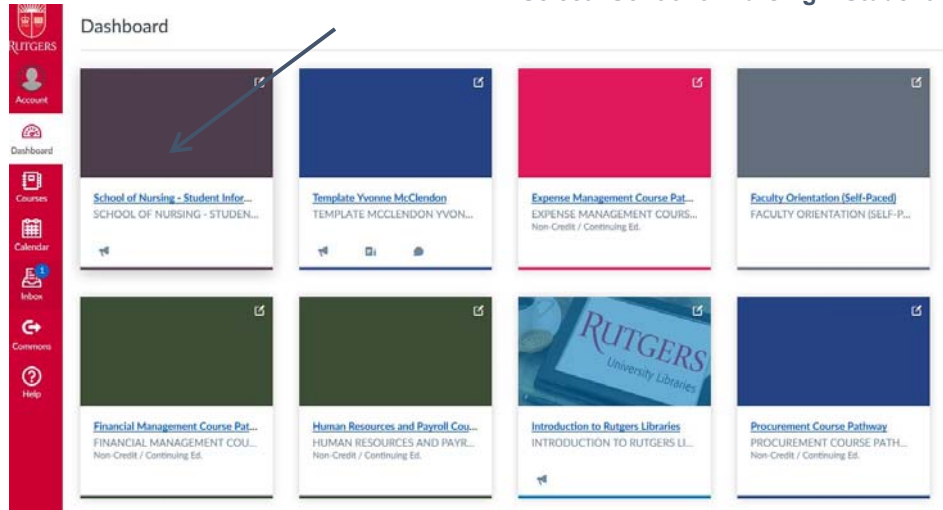 RUTGERS
Account
Dashboard
Courses
Calendar
1
Inbox
Commons
Help
Dashboard
School of Nursing - Student Infor...
SCHOOL OF NURSING - STUDEN...
Template Yvonne McClendon
TEMPLATE MCCLENDON YVON...
Expense Management Course Pat...
EXPENSE MANAGEMENT COURS...
Non-Credit / Continuing Ed.
Faculty Orientation (Self-Paced)
FACULTY ORIENTATION (SELF-P...
Financial Management Course Pat...
FINANCIAL MANAGEMENT COU...
Non-Credit / Continuing Ed.
Human Resources and Payroll Cou...
HUMAN RESOURCES AND PAYR...
Non-Credit / Continuing Ed.
RUTGERS
University Libraries
Introduction to Rutgers Libraries
INTRODUCTION TO RUTGERS LI...
Procurement Course Pathway
PROCUREMENT COURSE PATH...
Non-Credit / Continuing Ed.